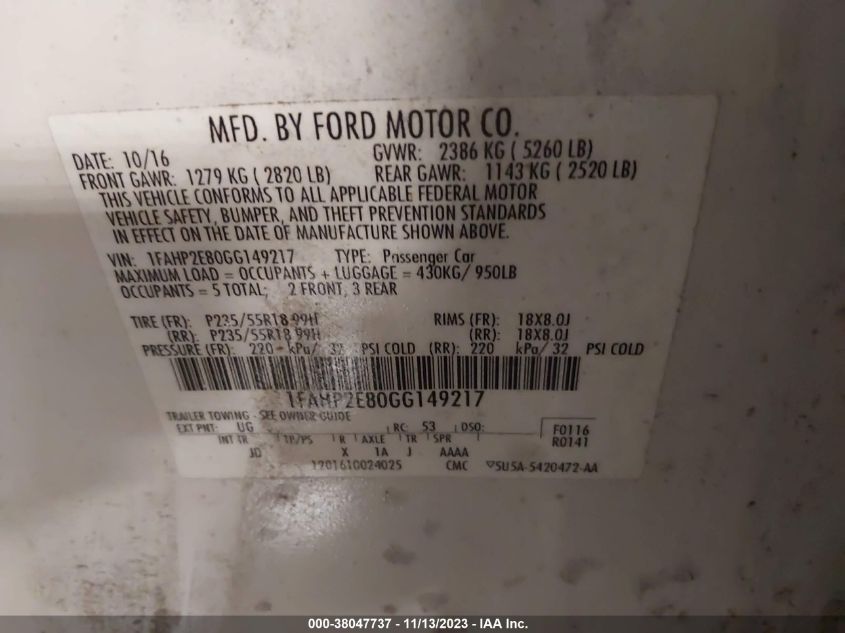 MFD. BY FORD MOTOR CO.
DATE: 10/16 GVWR: 2386 KG ( 5260 LB)
FRONT GAWR: 1279 KG ( 2820 LB) REAR GAWR: 1143 KG ( 2520 LB)
THIS VEHICLE CONFORMS TO ALL APPLICABLE FEDERAL MOTOR
VEHICLE SAFETY, BUMPER, AND THEFT PREVENTION STANDARDS
IN EFFECT ON THE DATE OF MANUFACTURE SHOWN ABOVE.
VIN: 1FAHP2E80GG149217 TYPE: Passenger Car
MAXIMUM LOAD = OCCUPANTS + LUGGAGE = 430KG/ 950LB
OCCUPANTS = 5 TOTAL; 2 FRONT, 3 REAR
TIRE (FR): P235/55R18 99H RIMS (FR): 18X8.0J
(RR): P235/55R18 99H (RR): 18X8.0J
PRESSURE (FR): 220 kPa/ 32 PSI COLD (RR): 220 kPa/ 32 PSI COLD
1FAHP2E80GG149217
TRAILER TOWING - SEE OWNER GUIDE
EXT PNT: UG RC: 53 DSO: F0116
INT TR TP/PS R AXLE TR SPR R0141
JD X 1A J AAAA
1201610024025 CMC SU5A-5420472-AA
000-38047737 - 11/13/2023 - IAA Inc.